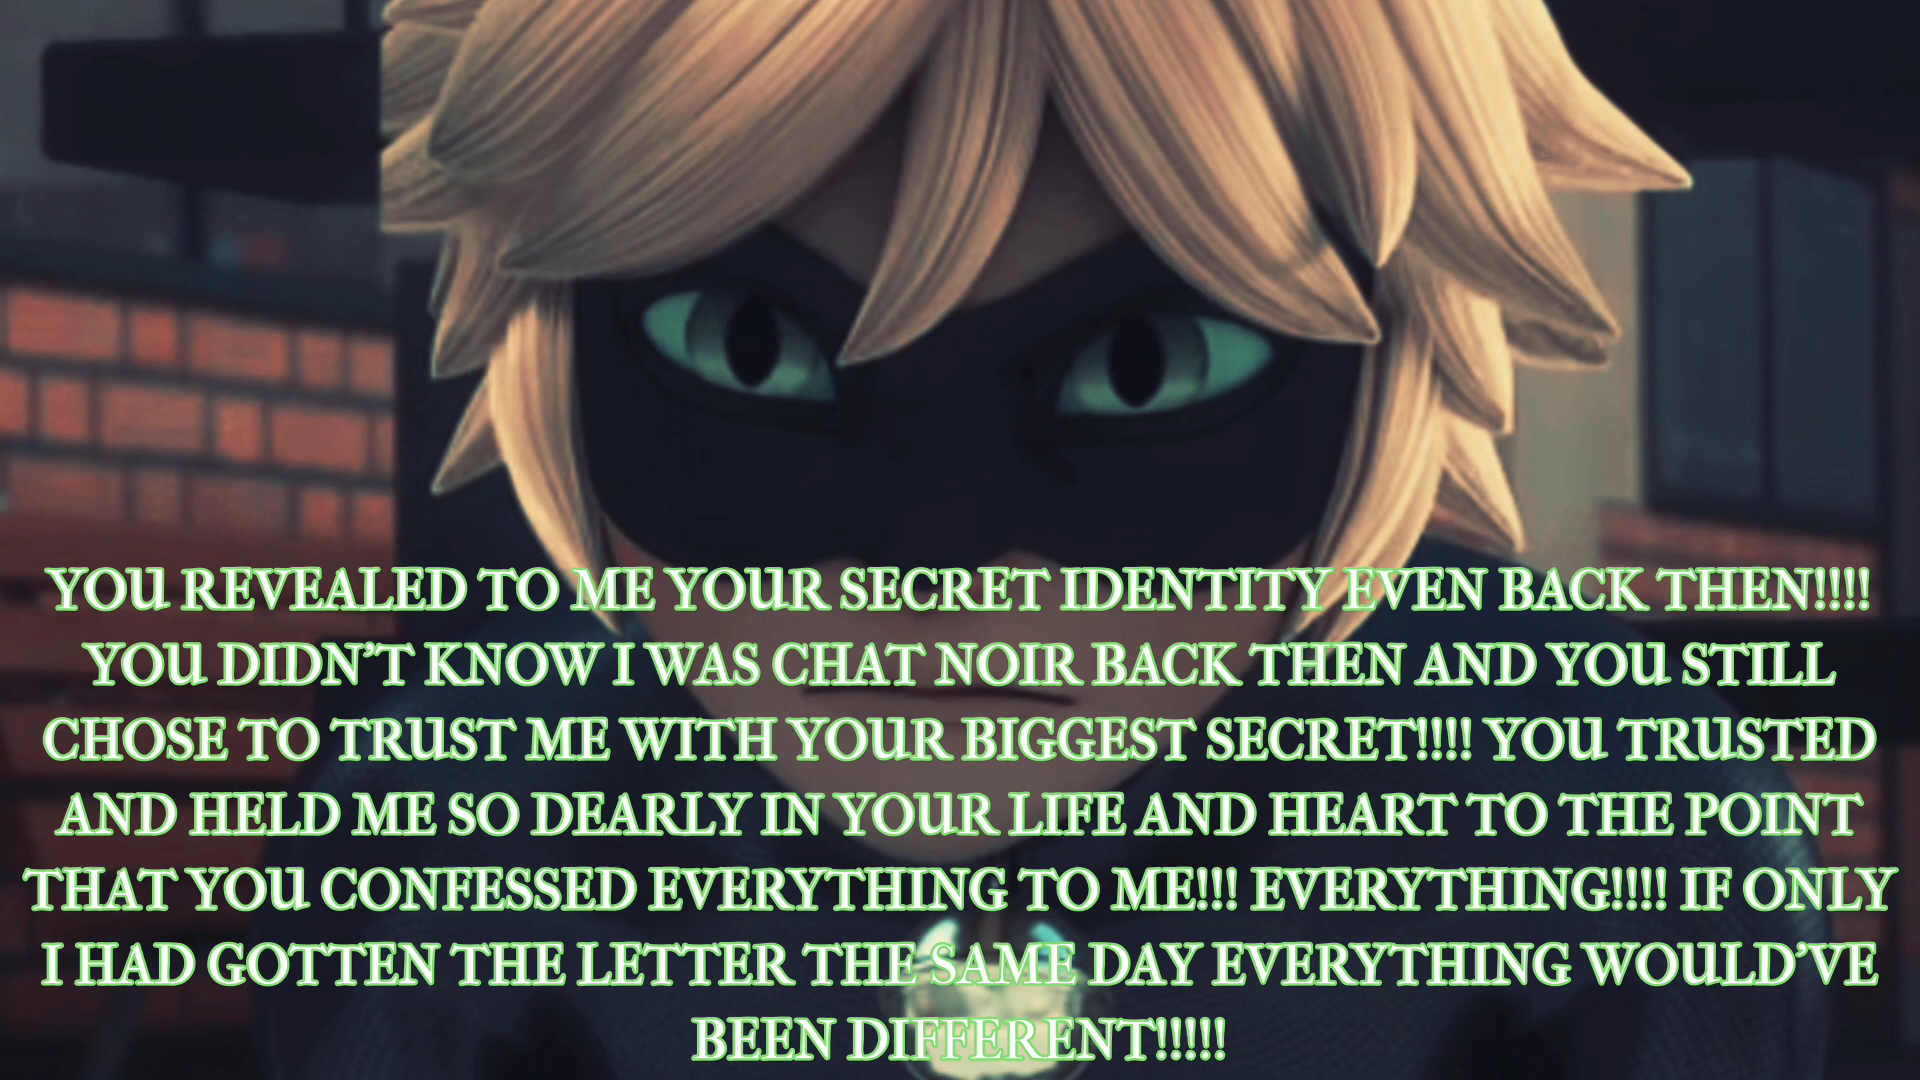 YOU REVEALED TO ME YOUR SECRET IDENTITY EVEN BACK THEN!!!!
YOU DIDN'T KNOW I WAS CHAT NOIR BACK THEN AND YOU STILL
CHOSE TO TRUST ME WITH YOUR BIGGEST SECRET!!!! YOU TRUSTED
AND HELD ME SO DEARLY IN YOUR LIFE AND HEART TO THE POINT
THAT YOU CONFESSED EVERYTHING TO ME!!! EVERYTHING!!!! IF ONLY
I HAD GOTTEN THE LETTER THE SAME DAY EVERYTHING WOULD'VE
BEEN DIFFERENT!!!!!